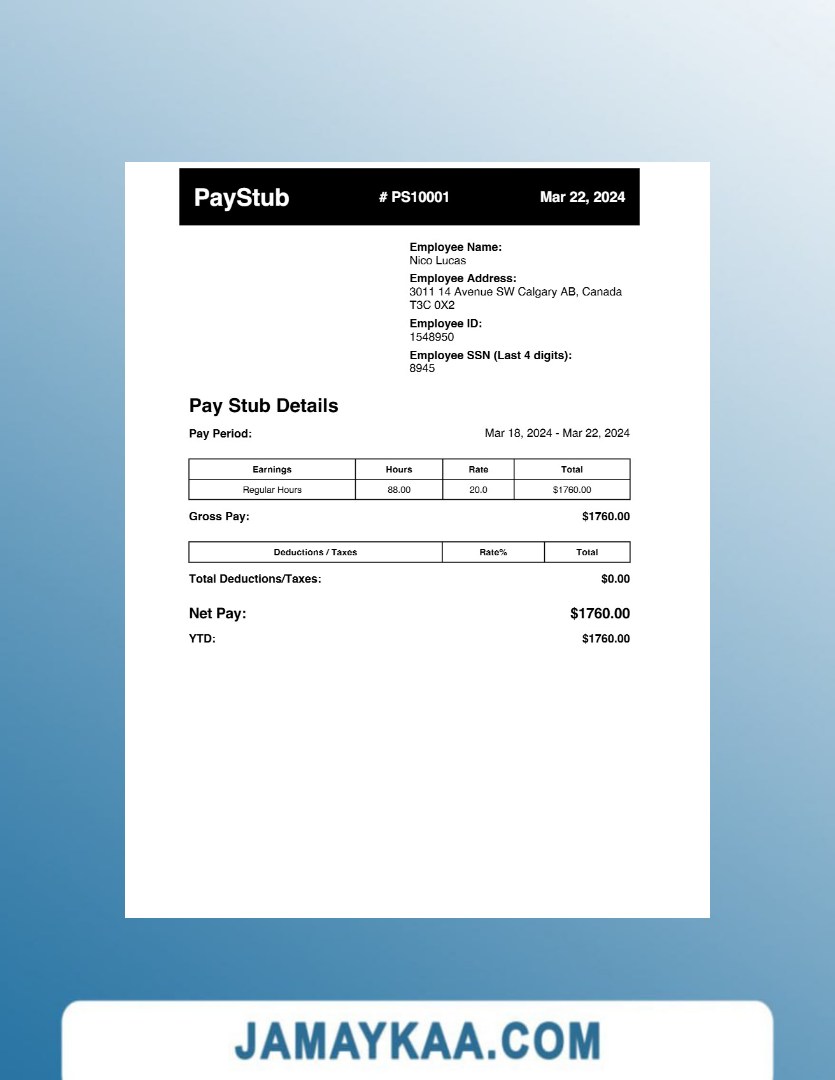 PayStub # PS10001 Mar 22, 2024
Employee Name:
Nico Lucas
Employee Address:
3011 14 Avenue SW Calgary AB, Canada
T3C 0X2
Employee ID:
1548950
Employee SSN (Last 4 digits):
8945
Pay Stub Details
Pay Period: Mar 18, 2024 - Mar 22, 2024
Earnings Hours Rate Total
Regular Hours 88.00 20.0 $1760.00
Gross Pay: $1760.00
Deductions / Taxes Rate% Total
Total Deductions/Taxes: $0.00
Net Pay: $1760.00
YTD: $1760.00
JAMAYKAA.COM